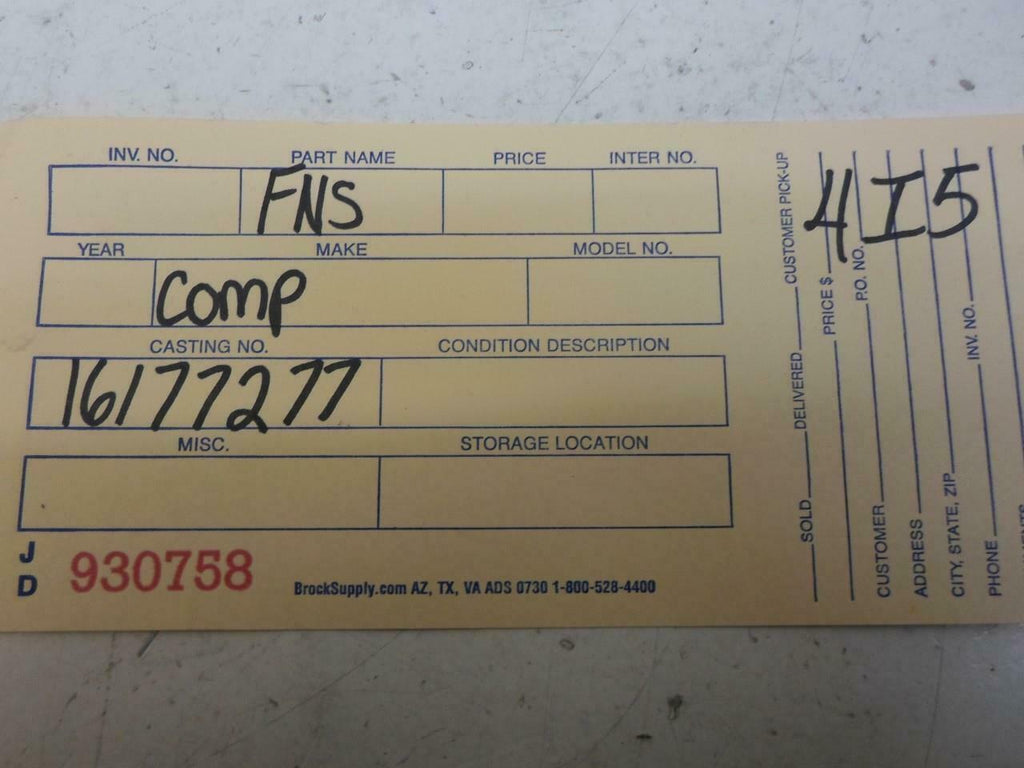 INV. NO. PART NAME PRICE INTER NO.
FNS
YEAR MAKE MODEL NO.
Comp
CASTING NO. CONDITION DESCRIPTION
16177277
MISC. STORAGE LOCATION
J
D
930758
BrockSupply.com AZ, TX, VA ADS 0730 1-800-528-4400
4I5
SOLD DELIVERED CUSTOMER PICK-UP
PRICE $
P.O. NO.
CUSTOMER
ADDRESS
CITY, STATE, ZIP
PHONE INV. NO.